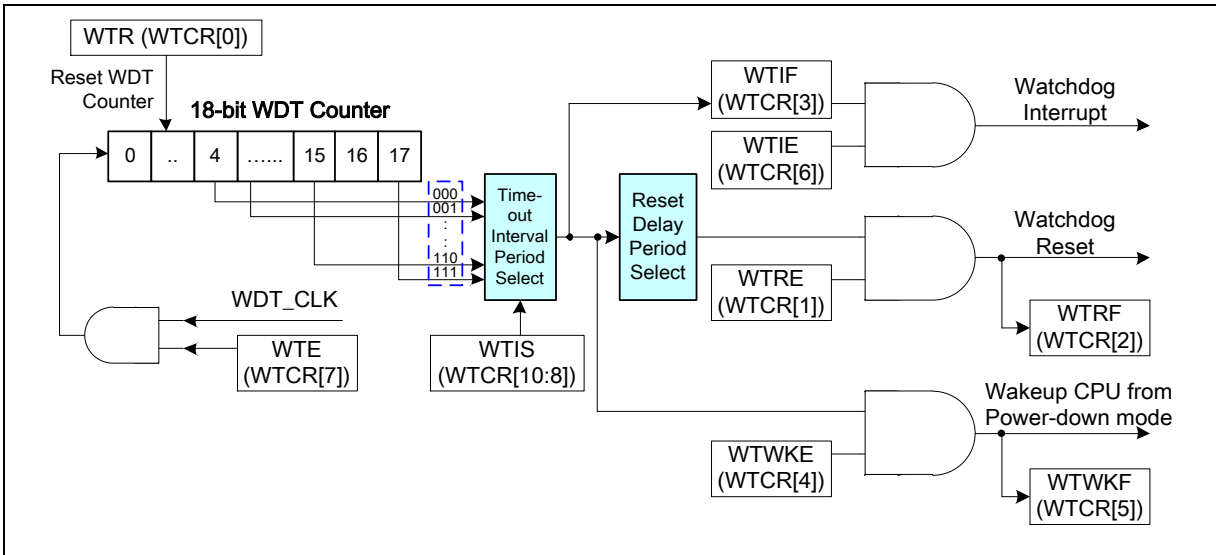 WTR (WTCR[0])
Reset WDT
Counter
18-bit WDT Counter
0 .. 4 ...... 15 16 17
000
001
:
:
110
111
Time-
out
Interval
Period
Select
WTIS
(WTCR[10:8])
WDT_CLK
WTE
(WTCR[7])
Reset
Delay
Period
Select
WTIF
(WTCR[3])
WTIE
(WTCR[6])
Watchdog
Interrupt
WTRE
(WTCR[1])
Watchdog
Reset
WTRF
(WTCR[2])
WTWKE
(WTCR[4])
Wakeup CPU from
Power-down mode
WTWKF
(WTCR[5])